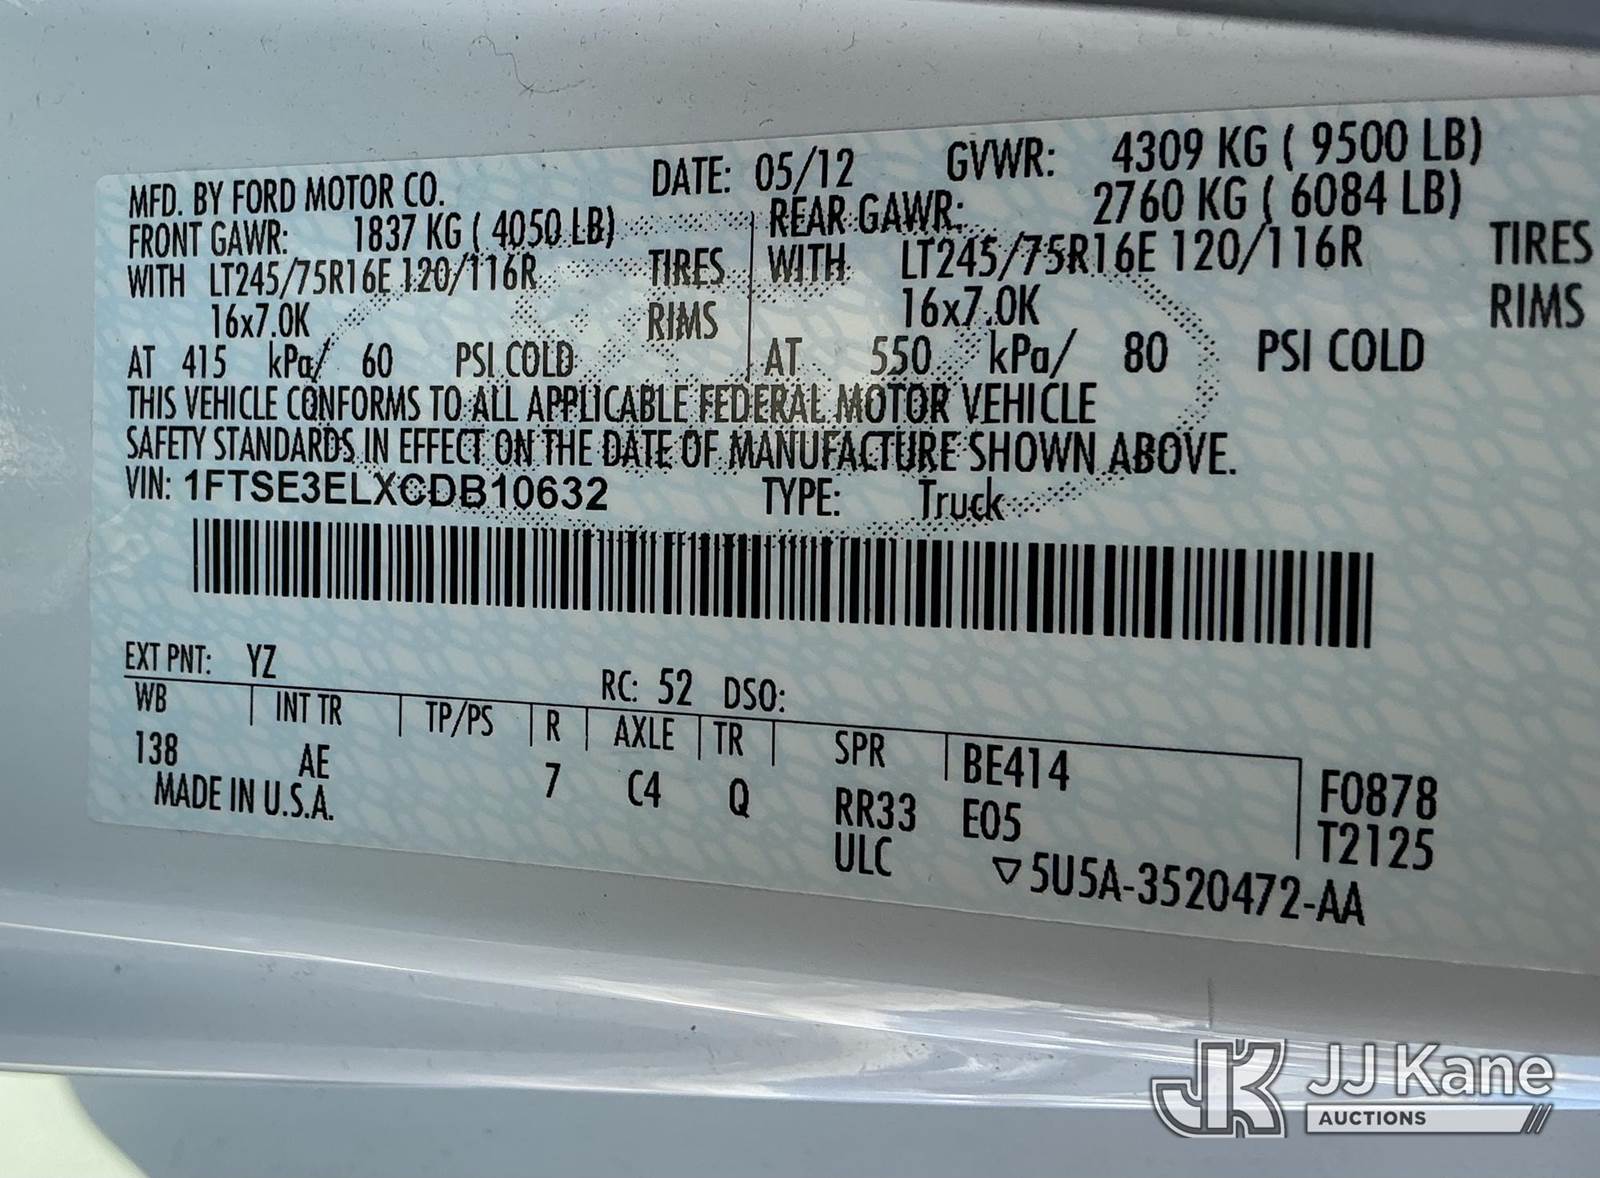 MFD. BY FORD MOTOR CO. DATE: 05/12 GVWR: 4309 KG ( 9500 LB)
FRONT GAWR: 1837 KG ( 4050 LB) REAR GAWR: 2760 KG ( 6084 LB)
WITH LT245/75R16E 120/116R TIRES WITH LT245/75R16E 120/116R TIRES
16x7.0K RIMS 16x7.0K RIMS
AT 415 kPa/ 60 PSI COLD AT 550 kPa/ 80 PSI COLD
THIS VEHICLE CONFORMS TO ALL APPLICABLE FEDERAL MOTOR VEHICLE
SAFETY STANDARDS IN EFFECT ON THE DATE OF MANUFACTURE SHOWN ABOVE.
VIN: 1FTSE3ELXCDB10632 TYPE: Truck
EXT PNT: YZ RC: 52 DSO:
WB INT TR TP/PS R AXLE TR SPR BE414 F0878
138 AE 7 C4 Q RR33 E05 T2125
MADE IN U.S.A. ULC ▽5U5A-3520472-AA
JK JJ Kane
AUCTIONS